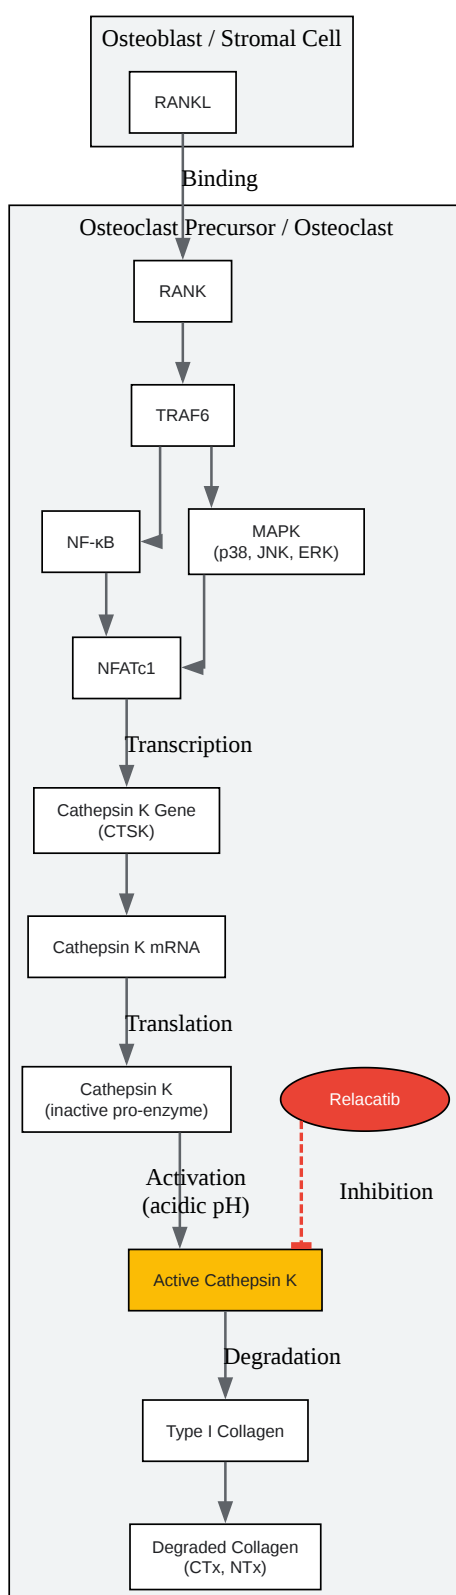 Osteoblast / Stromal Cell
RANKL
Binding
Osteoclast Precursor / Osteoclast
RANK
TRAF6
NF-κB
MAPK
(p38, JNK, ERK)
NFATc1
Transcription
Cathepsin K Gene
(CTSK)
Cathepsin K mRNA
Translation
Cathepsin K
(inactive pro-enzyme)
Relacatib
Activation
(acidic pH)
Inhibition
Active Cathepsin K
Degradation
Type I Collagen
Degraded Collagen
(CTx, NTx)